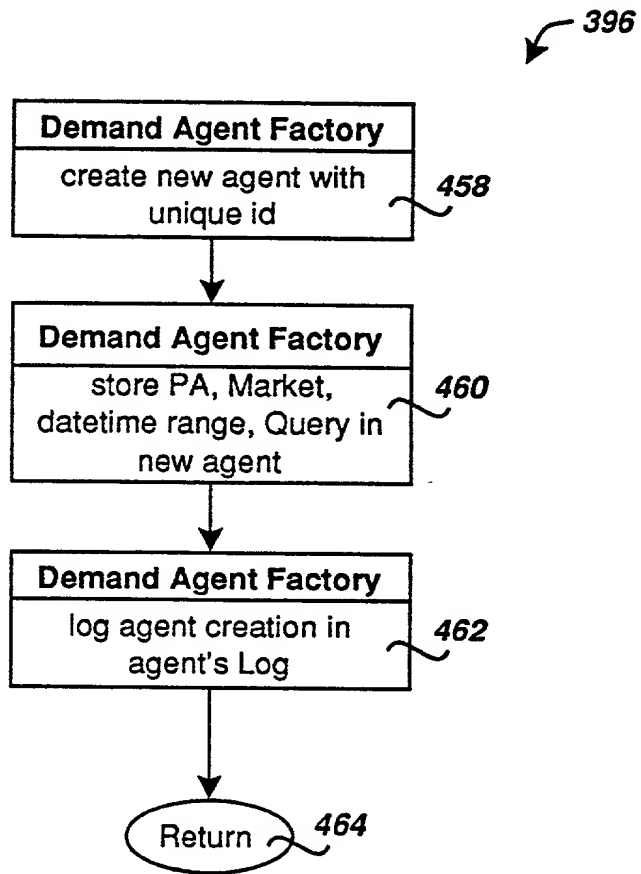 396
Demand Agent Factory
create new agent with
unique id
458
Demand Agent Factory
store PA, Market,
datetime range, Query in
new agent
460
Demand Agent Factory
log agent creation in
agent's Log
462
Return
464